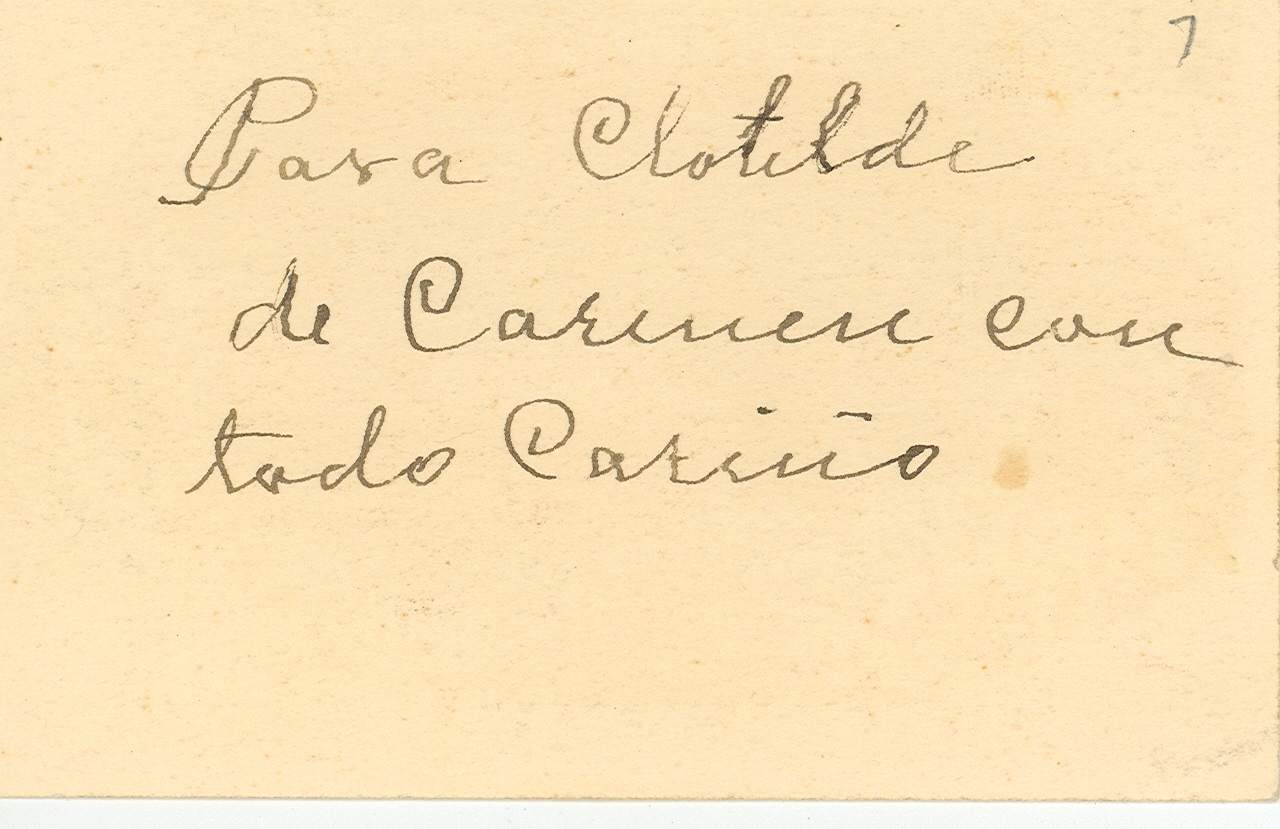 7
Para Clotilde
de Carmen con
todo Cariño